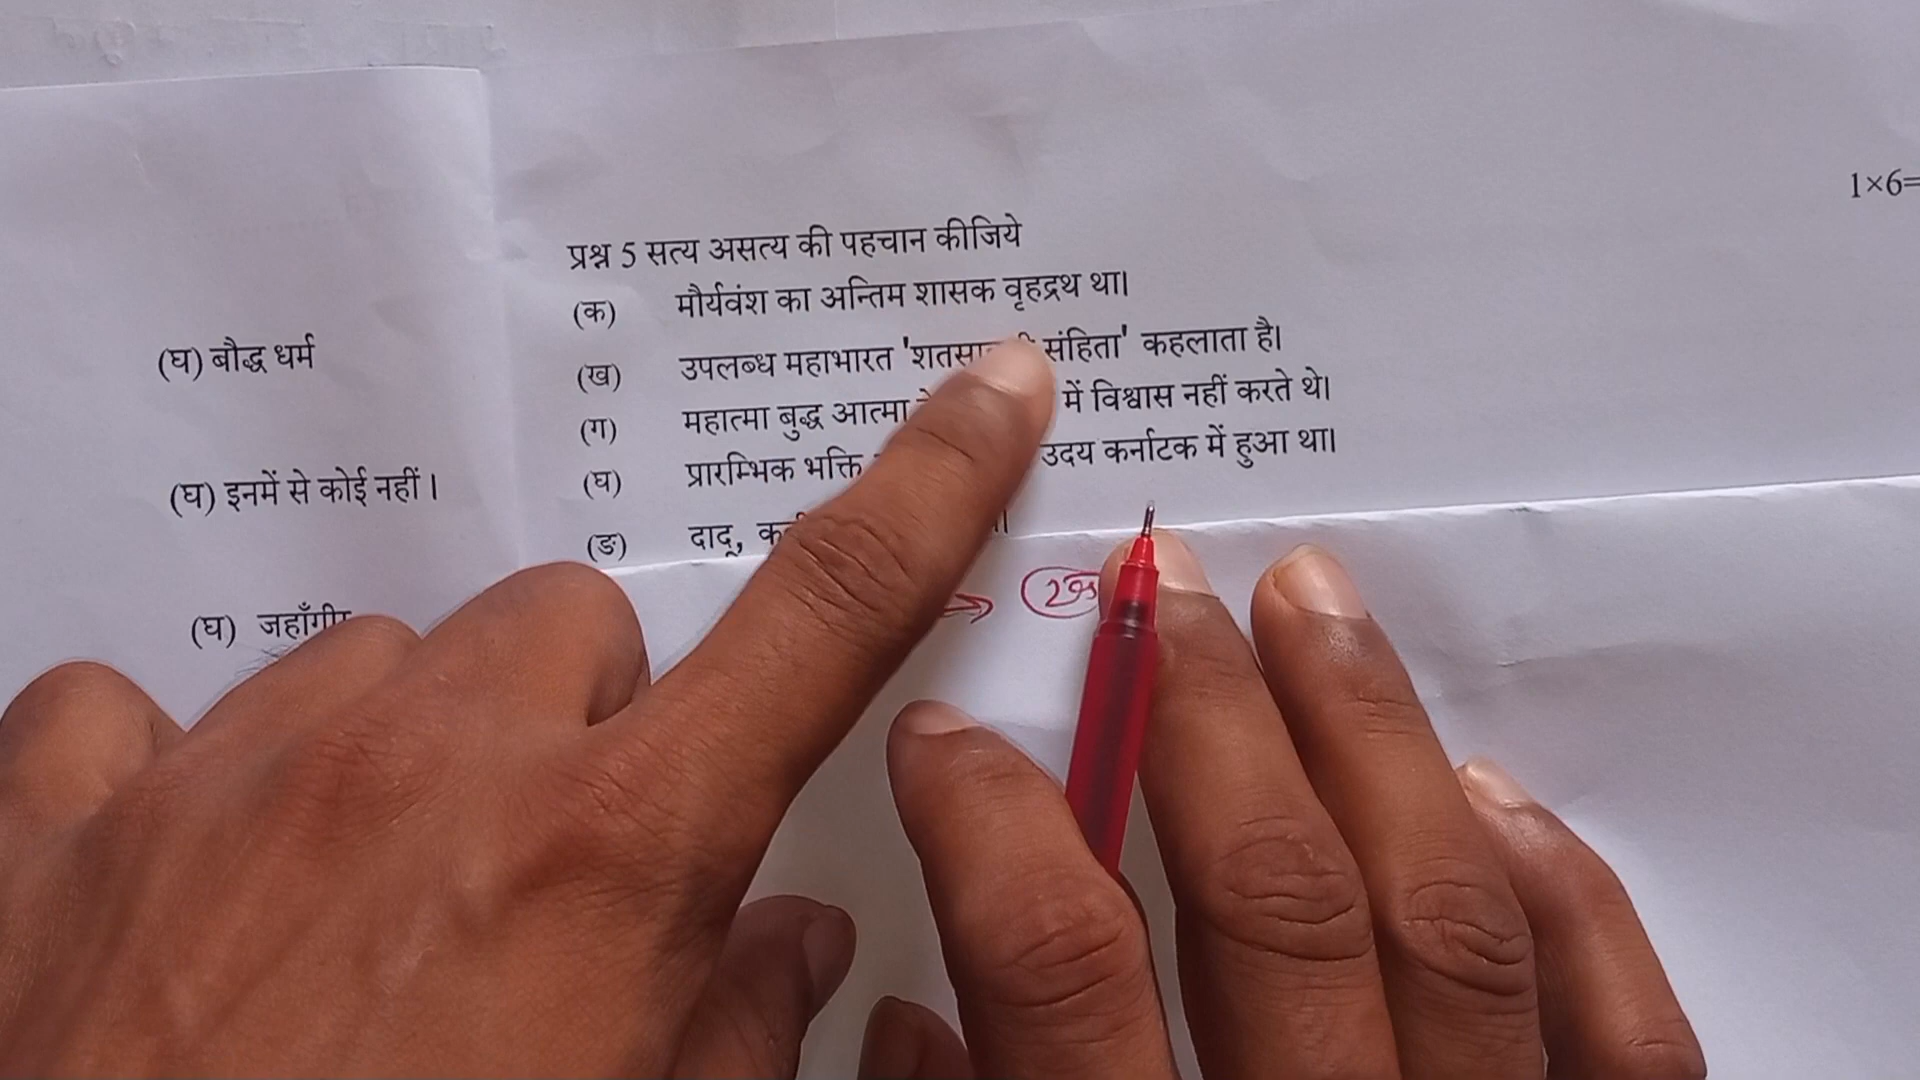 1×6=
प्रश्न 5 सत्य असत्य की पहचान कीजिये
(क) मौर्यवंश का अन्तिम शासक वृहद्रथ था।
(ख) उपलब्ध महाभारत 'शतसा संहिता' कहलाता है।
(ग) महात्मा बुद्ध आत्मा में विश्वास नहीं करते थे।
(घ) प्रारम्भिक भक्ति उदय कर्नाटक में हुआ था।
(ङ) दादू,
(घ) बौद्ध धर्म
(घ) इनमें से कोई नहीं ।
(घ) जहाँगीर